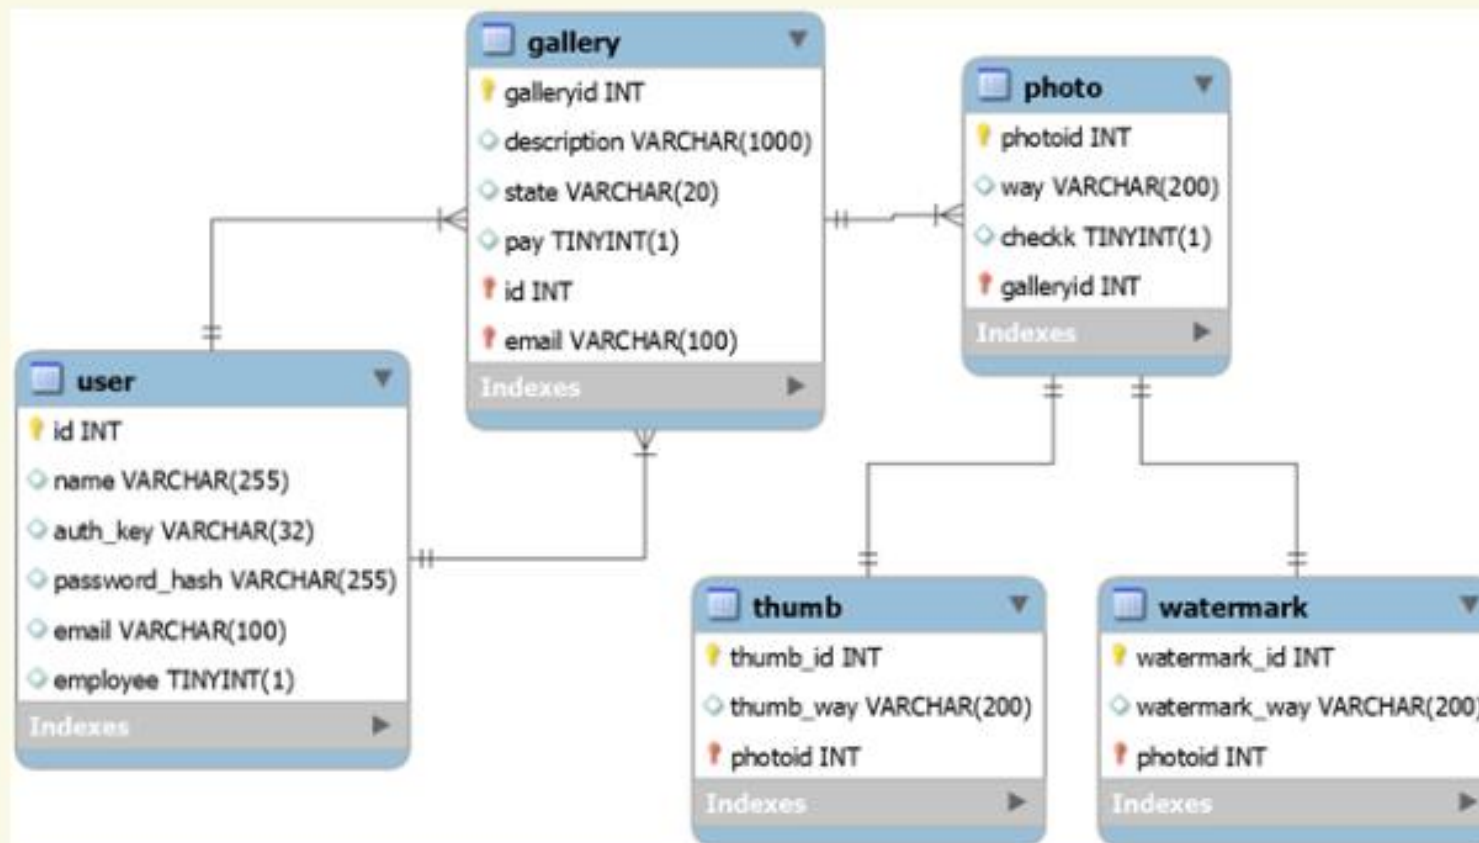 gallery
galleryid INT
description VARCHAR(1000)
state VARCHAR(20)
pay TINYINT(1)
id INT
email VARCHAR(100)
Indexes
photo
photoid INT
way VARCHAR(200)
checkk TINYINT(1)
galleryid INT
Indexes
user
id INT
name VARCHAR(255)
auth_key VARCHAR(32)
password_hash VARCHAR(255)
email VARCHAR(100)
employee TINYINT(1)
Indexes
thumb
thumb_id INT
thumb_way VARCHAR(200)
photoid INT
Indexes
watermark
watermark_id INT
watermark_way VARCHAR(200)
photoid INT
Indexes